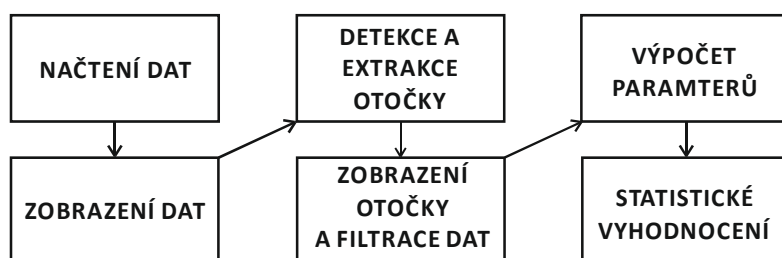 NAČTENÍ DAT
ZOBRAZENÍ DAT
DETEKCE A
EXTRAKCE
OTOČKY
ZOBRAZENÍ
OTOČKY
A FILTRACE DAT
VÝPOČET
PARAMTERŮ
STATISTICKÉ
VYHODNOCENÍ